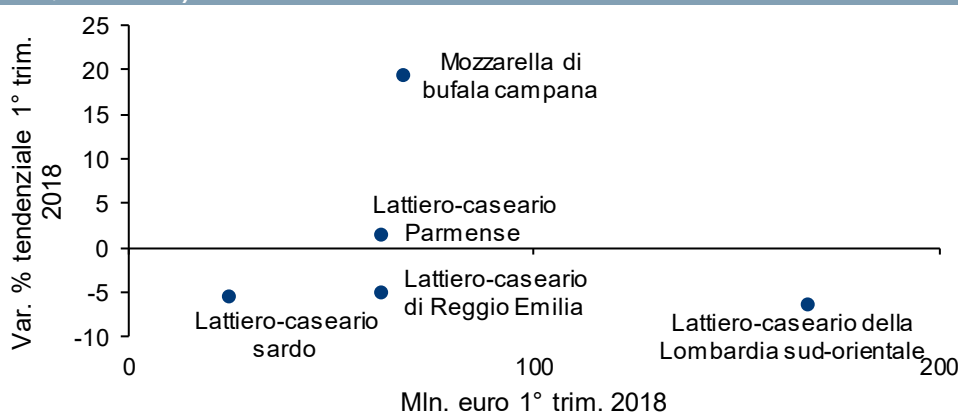 25
20
15
10
5
0
-5
-10
Var. % tendenziale 1° trim.
2018
Mozzarella di
bufala campana
Lattiero-caseario
Parmense
Lattiero-caseario
di Reggio Emilia
Lattiero-caseario
sardo
Lattiero-caseario della
Lombardia sud-orientale
0
100
200
Mln. euro 1° trim. 2018